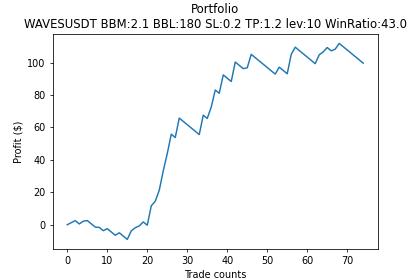 Portfolio
WAVESUSDT BBM:2.1 BBL:180 SL:0.2 TP:1.2 lev:10 WinRatio:43.0
100
80
60
40
20
0
Profit ($)
0 10 20 30 40 50 60 70
Trade counts